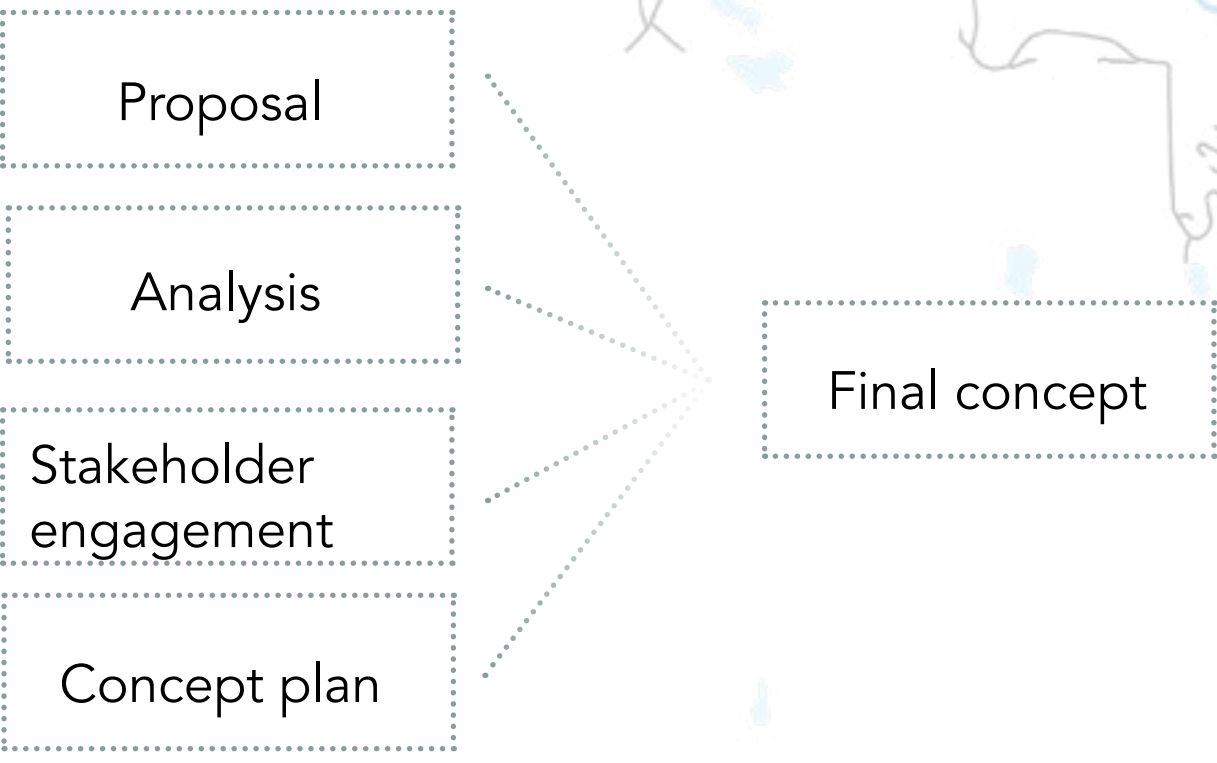 Proposal
Analysis
Stakeholder
engagement
Concept plan
Final concept